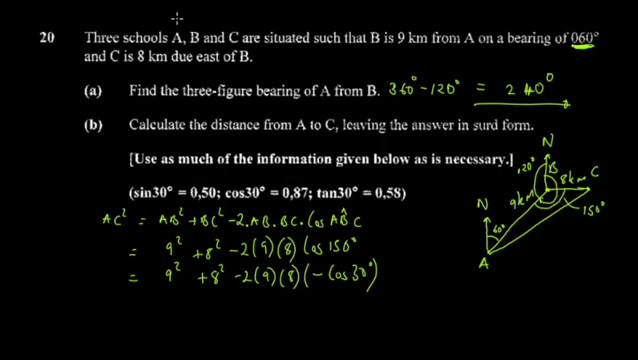 20 Three schools A, B and C are situated such that B is 9 km from A on a bearing of 060°
and C is 8 km due east of B.
(a) Find the three-figure bearing of A from B. 360° - 120° = 240°
(b) Calculate the distance from A to C, leaving the answer in surd form.
[Use as much of the information given below as is necessary.]
(sin30° = 0,50; cos30° = 0,87; tan30° = 0,58)
N
120° B 8km C
9km
N
150°
60°
A
AC² = AB² + BC² - 2.AB.BC.Cos AB̂C
= 9² + 8² - 2(9)(8) Cos 150°
= 9² + 8² - 2(9)(8)(- Cos 30°)